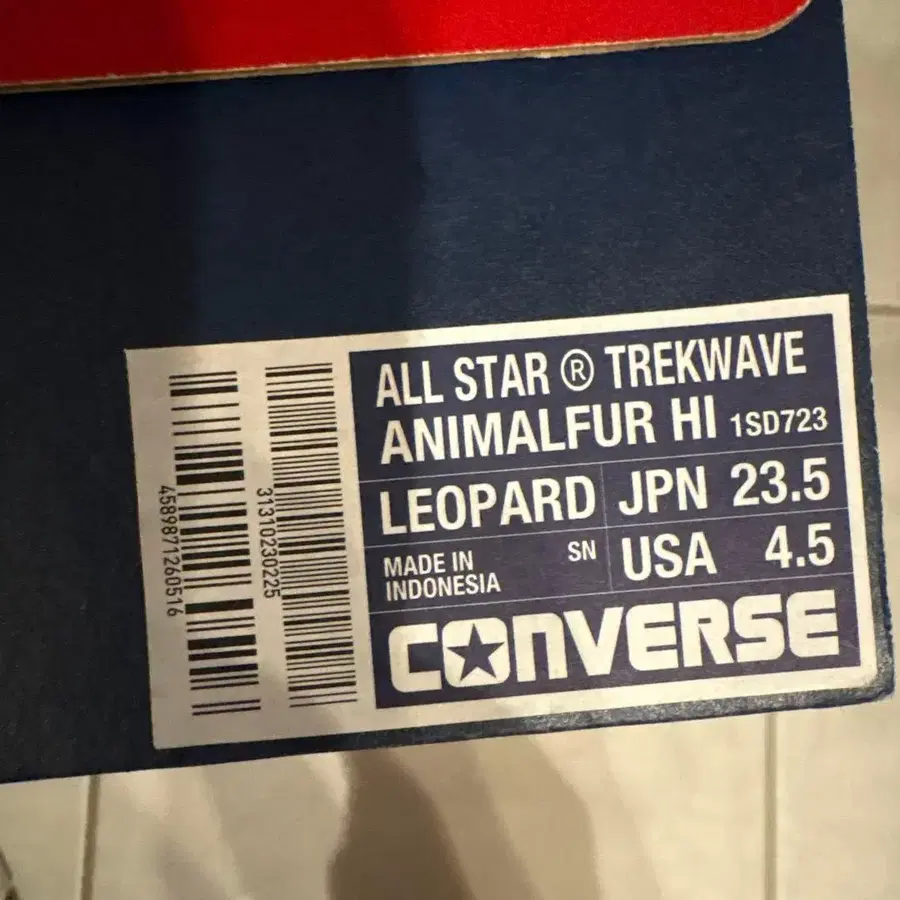 ALL STAR ® TREKWAVE
ANIMALFUR HI 1SD723
LEOPARD JPN 23.5
MADE IN INDONESIA SN USA 4.5
CONVERSE
4589871260516
31310230225